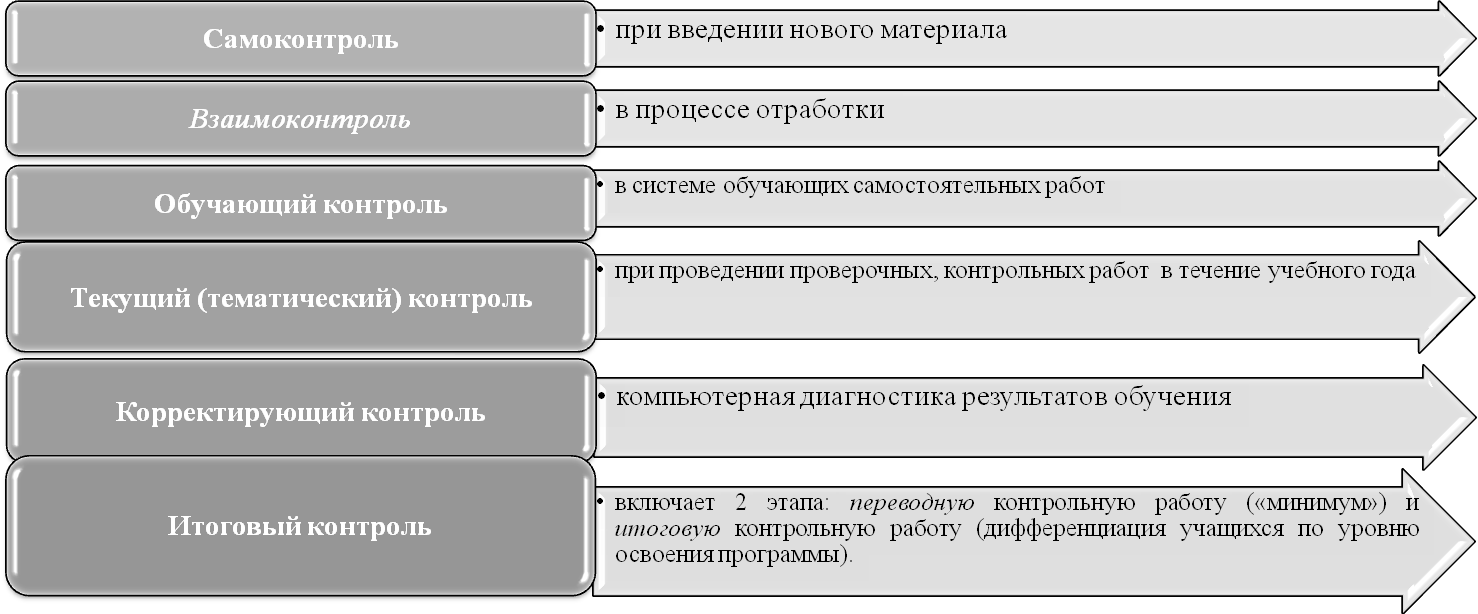 Самоконтроль
• при введении нового материала
Взаимоконтроль
• в процессе отработки
Обучающий контроль
• в системе обучающих самостоятельных работ
Текущий (тематический) контроль
• при проведении проверочных, контрольных работ в течение учебного года
Корректирующий контроль
• компьютерная диагностика результатов обучения
Итоговый контроль
• включает 2 этапа: переводную контрольную работу («минимум») и
итоговую контрольную работу (дифференциация учащихся по уровню
освоения программы).